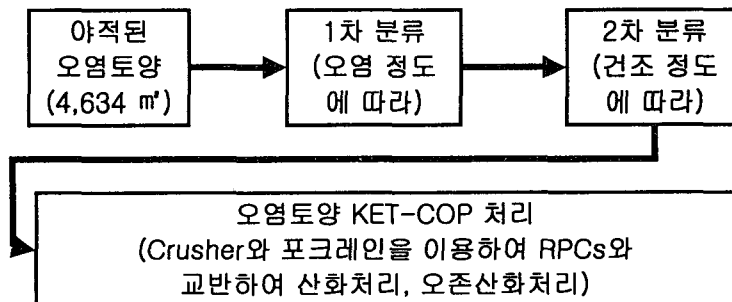 야적된
오염토양
(4,634 ㎥)
1차 분류
(오염 정도
에 따라)
2차 분류
(건조 정도
에 따라)
오염토양 KET-COP 처리
(Crusher와 포크레인을 이용하여 RPCs와
교반하여 산화처리, 오존산화처리)